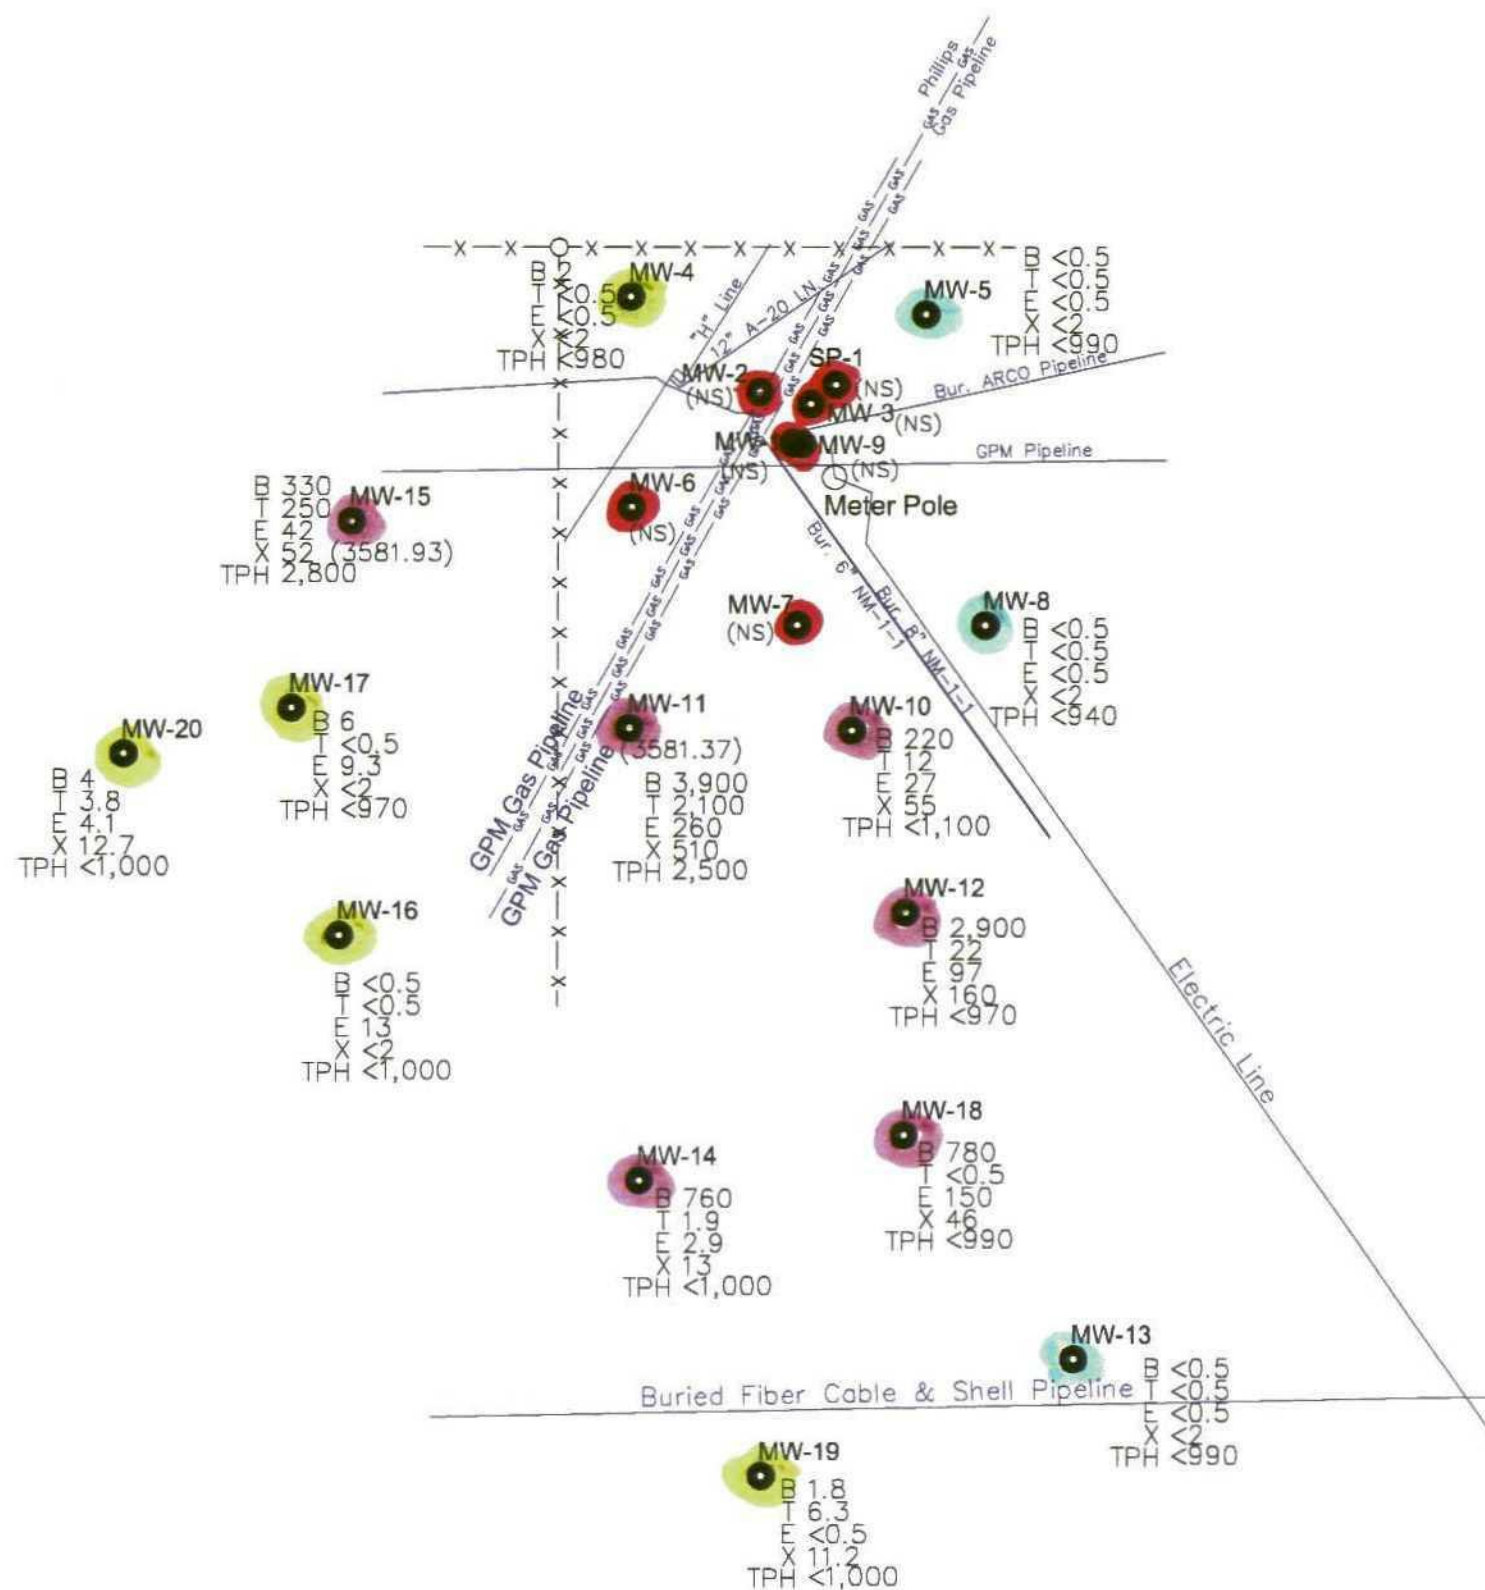 Phillips
Gas Pipeline
GAS GAS
GAS GAS
B 2
T <0.5
E <0.5
X <2
TPH <980
MW-4
"H" Line
12" A-20 LN.
MW-5
B <0.5
T <0.5
E <0.5
X <2
TPH <990
MW-2
(NS)
SP-1
(NS)
MW-3
(NS)
Bur. ARCO Pipeline
MW-1
(NS)
MW-9
(NS)
GPM Pipeline
Meter Pole
MW-15
B 330
T 250
E 42
X 52 (3581.93)
TPH 2,800
MW-6
(NS)
Bur. 6" NM-1-1
Bur. 8" NM-1-1
MW-7
(NS)
MW-8
B <0.5
T <0.5
E <0.5
X <2
TPH <940
MW-17
B 6
T <0.5
E 9.3
X <2
TPH <970
MW-20
B 4
T 3.8
E 4.1
X 12.7
TPH <1,000
GPM Gas Pipeline
GPM Gas Pipeline
MW-11
(3581.37)
B 3,900
T 2,100
E 260
X 510
TPH 2,500
MW-10
B 220
T 12
E 27
X 55
TPH <1,100
MW-16
B <0.5
T <0.5
E 13
X <2
TPH <1,000
MW-12
B 2,900
T 22
E 97
X 160
TPH <970
Electric Line
MW-18
B 780
T <0.5
E 150
X 46
TPH <990
MW-14
B 760
T 1.9
E 2.9
X 13
TPH <1,000
MW-13
B <0.5
T <0.5
E <0.5
X <2
TPH <990
Buried Fiber Cable & Shell Pipeline
MW-19
B 1.8
T 6.3
E <0.5
X 11.2
TPH <1,000